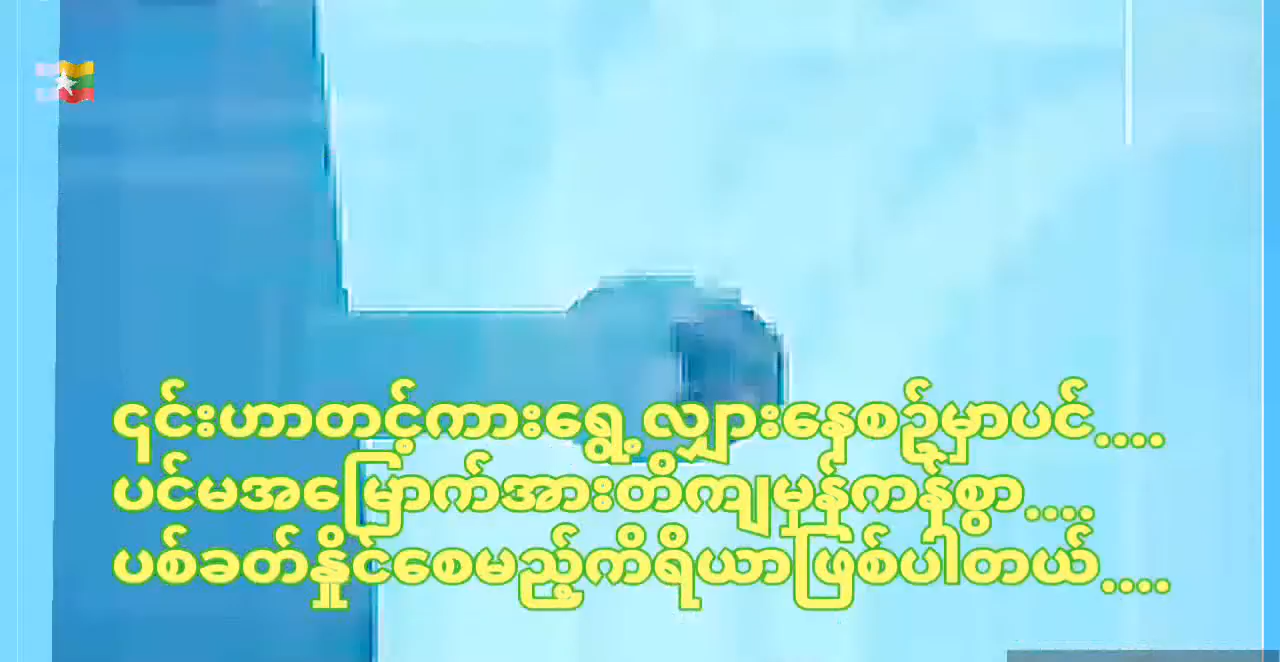 ၎င်းဟာတင့်ကားရွေ့လျှားနေစဉ်မှာပင်....
ပင်မအမြောက်အားတိကျမှန်ကန်စွာ....
ပစ်ခတ်နှိုင်စေမည့်ကိရိယာဖြစ်ပါတယ်....